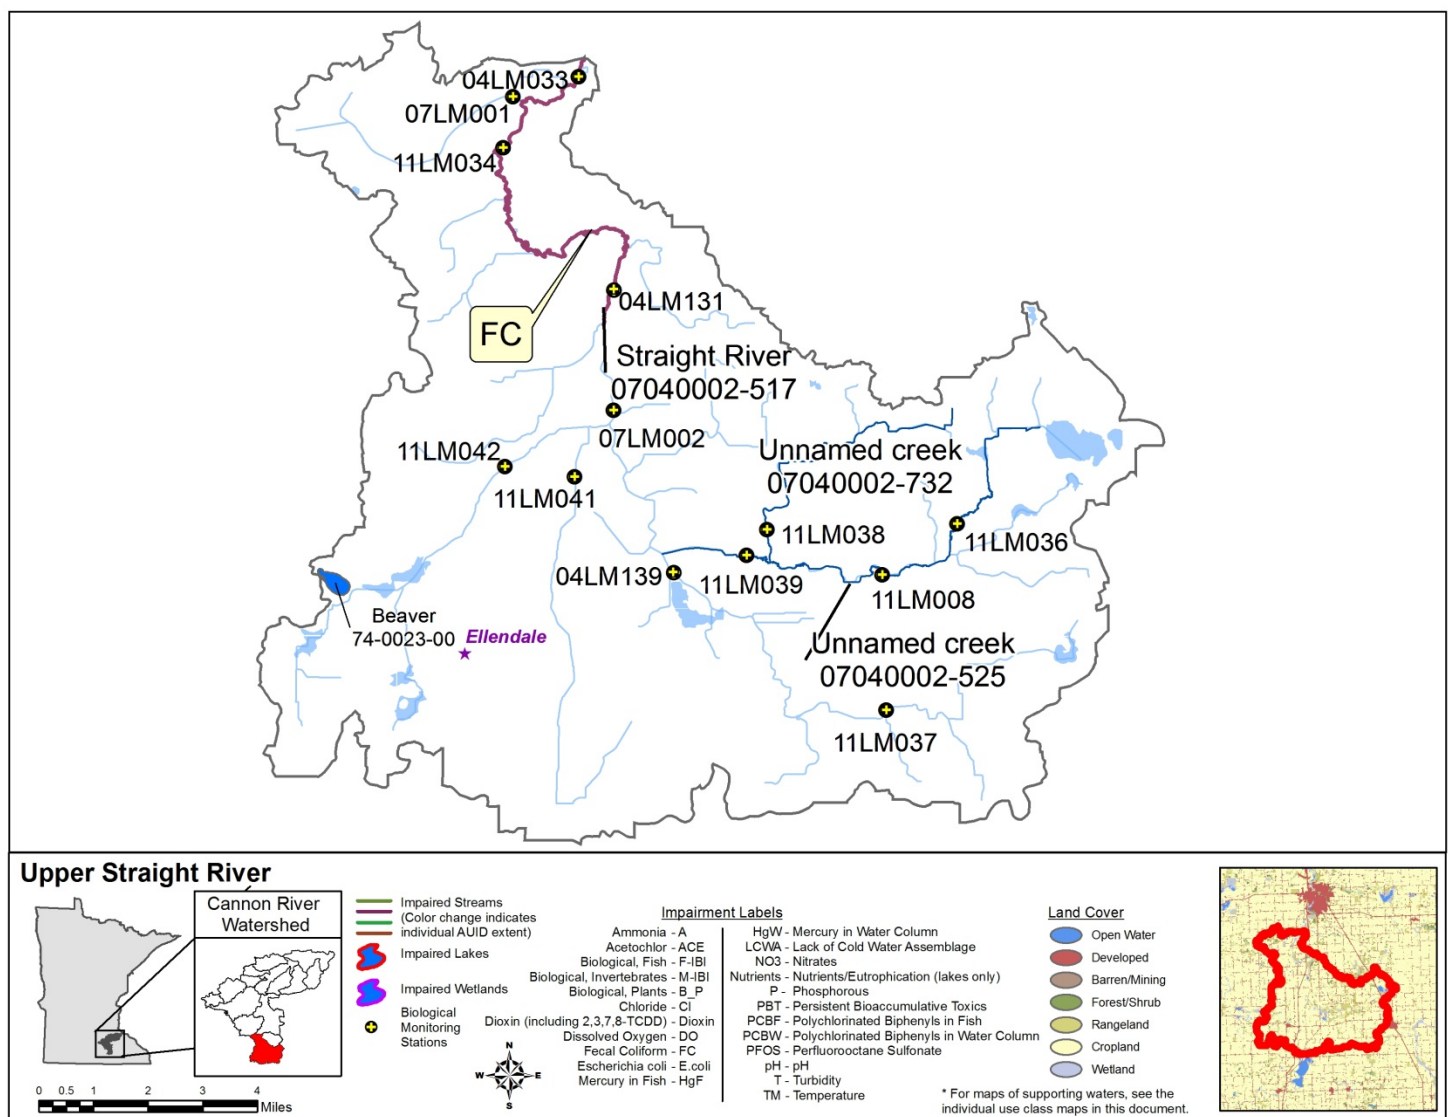 04LM033
07LM001
11LM034
FC
04LM131
Straight River
07040002-517
07LM002
11LM042
11LM041
Unnamed creek
07040002-732
11LM038
11LM036
04LM139
11LM039
11LM008
Beaver
74-0023-00
Ellendale
Unnamed creek
07040002-525
11LM037
Upper Straight River
Cannon River
Watershed
0 0.5 1 2 3 4
Miles
Impaired Streams
(Color change indicates
individual AUID extent)
Impaired Lakes
Impaired Wetlands
Biological
Monitoring
Stations
N
W E
S
Impairment Labels
Ammonia - A
Acetochlor - ACE
Biological, Fish - F-IBI
Biological, Invertebrates - M-IBI
Biological, Plants - B_P
Chloride - Cl
Dioxin (including 2,3,7,8-TCDD) - Dioxin
Dissolved Oxygen - DO
Fecal Coliform - FC
Escherichia coli - E.coli
Mercury in Fish - HgF
HgW - Mercury in Water Column
LCWA - Lack of Cold Water Assemblage
NO3 - Nitrates
Nutrients - Nutrients/Eutrophication (lakes only)
P - Phosphorous
PBT - Persistent Bioaccumulative Toxics
PCBF - Polychlorinated Biphenyls in Fish
PCBW - Polychlorinated Biphenyls in Water Column
PFOS - Perfluorooctane Sulfonate
pH - pH
T - Turbidity
TM - Temperature
Land Cover
Open Water
Developed
Barren/Mining
Forest/Shrub
Rangeland
Cropland
Wetland
* For maps of supporting waters, see the
individual use class maps in this document.